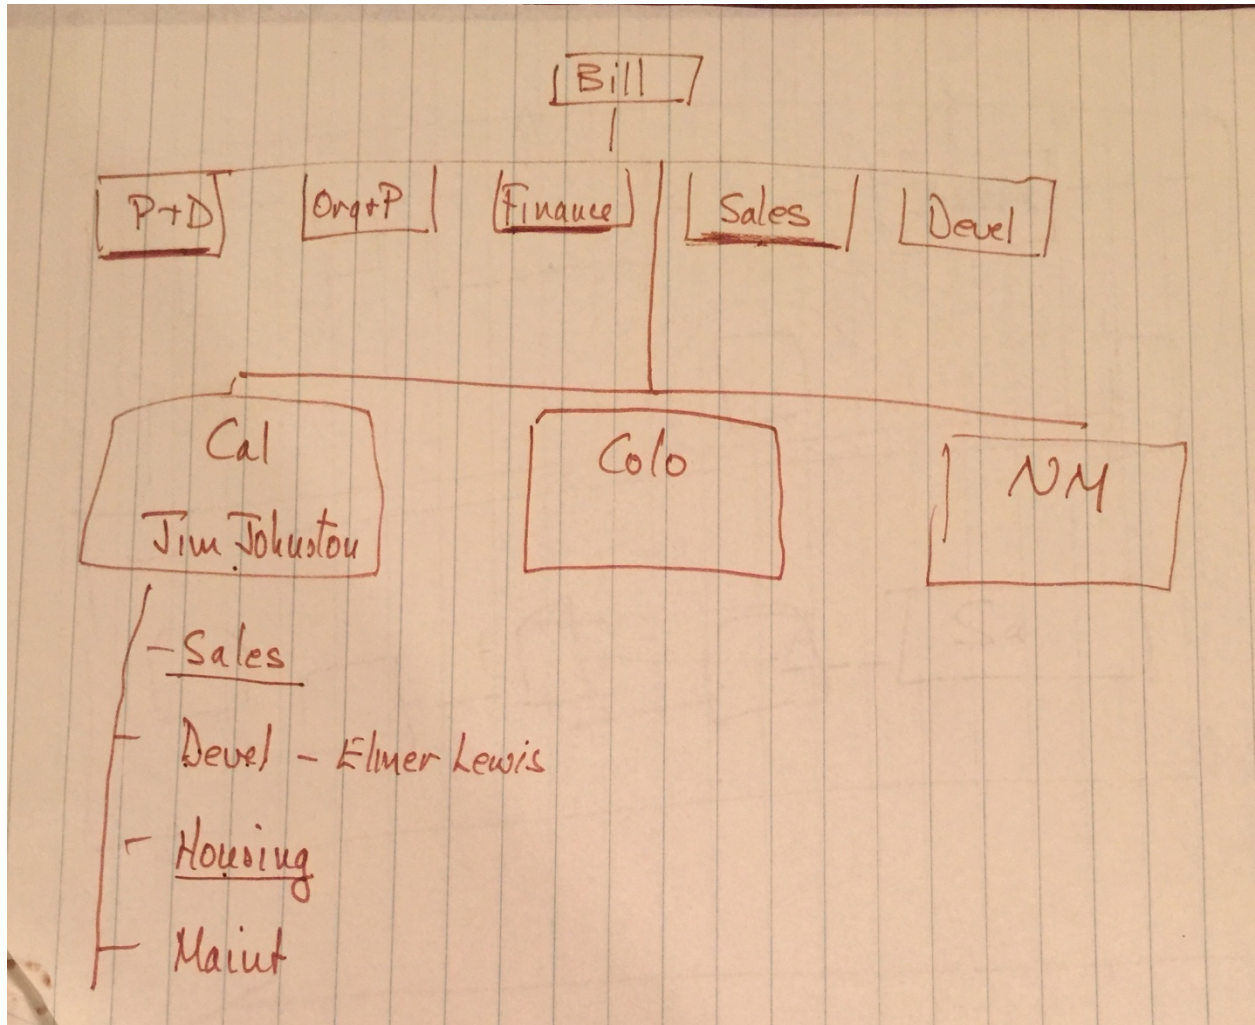 Bill
P+D Org+P Finance Sales Devel
Cal Colo NM
Jim Johnston
- Sales
- Devel - Elmer Lewis
- Housing
- Maint